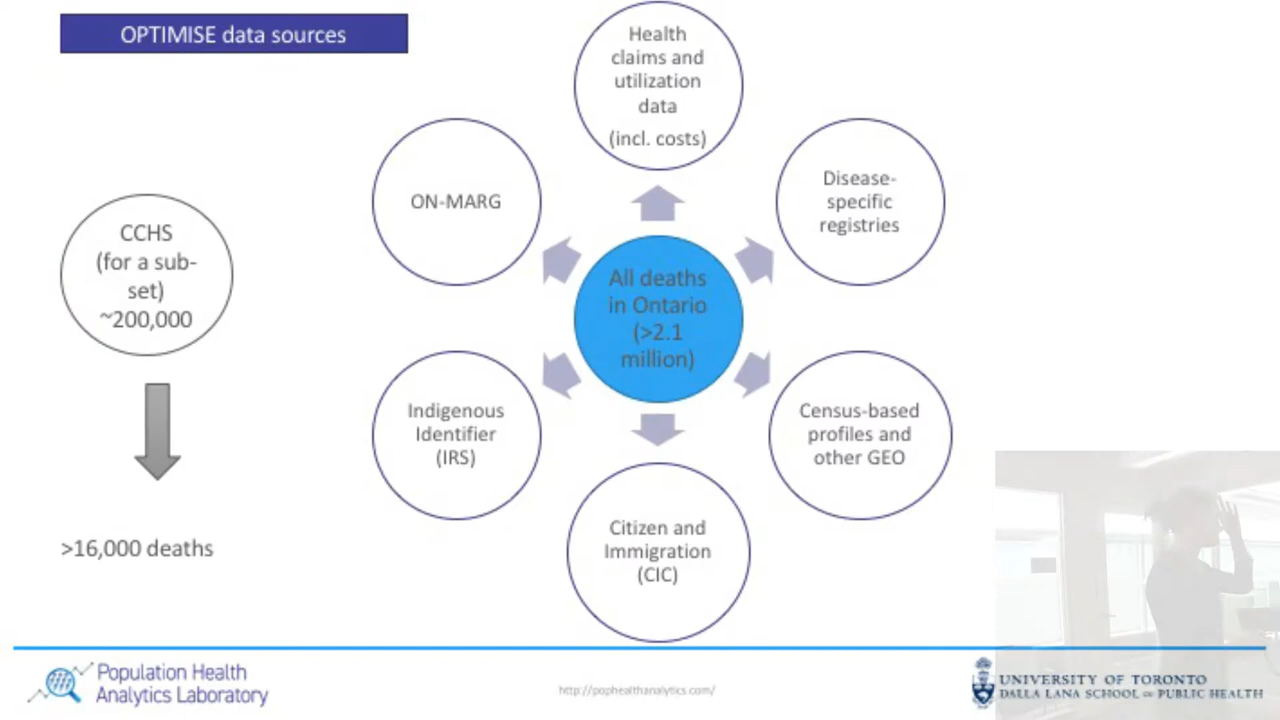 OPTIMISE data sources
Health
claims and
utilization
data
(incl. costs)
ON-MARG
Disease-
specific
registries
CCHS
(for a sub-
set)
~200,000
All deaths
in Ontario
(>2.1
million)
Indigenous
Identifier
(IRS)
Census-based
profiles and
other GEO
Citizen and
Immigration
(CIC)
>16,000 deaths
Population Health
Analytics Laboratory
http://pophealthanalytics.com/
UNIVERSITY OF TORONTO
DALLA LANA SCHOOL OF PUBLIC HEALTH